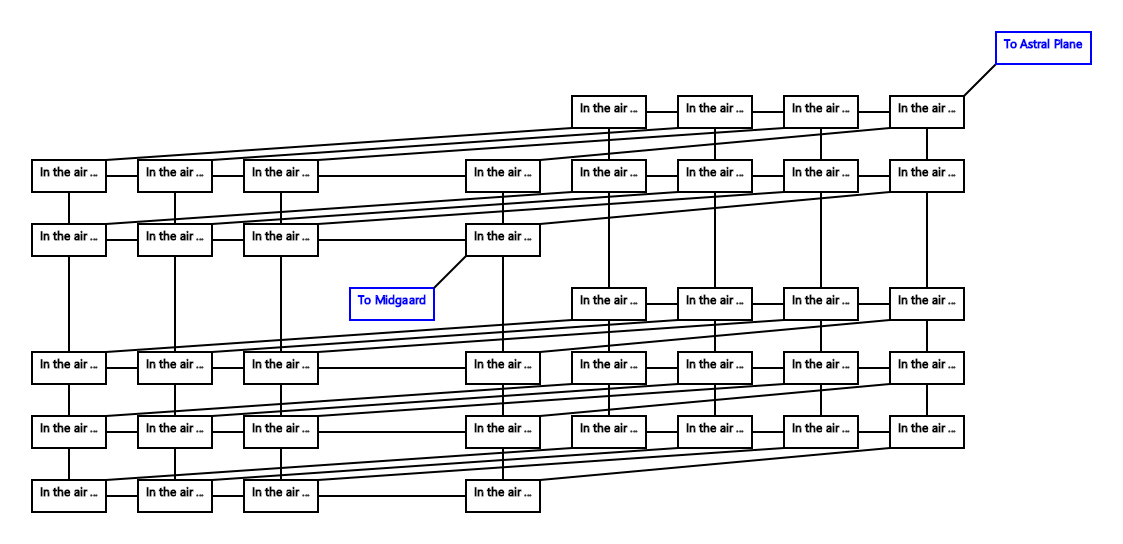 To Astral Plane
In the air ... In the air ... In the air ... In the air ...
In the air ... In the air ... In the air ... In the air ... In the air ... In the air ... In the air ... In the air ...
In the air ... In the air ... In the air ... In the air ...
To Midgaard In the air ... In the air ... In the air ... In the air ...
In the air ... In the air ... In the air ... In the air ... In the air ... In the air ... In the air ... In the air ...
In the air ... In the air ... In the air ... In the air ... In the air ... In the air ... In the air ... In the air ...
In the air ... In the air ... In the air ... In the air ...